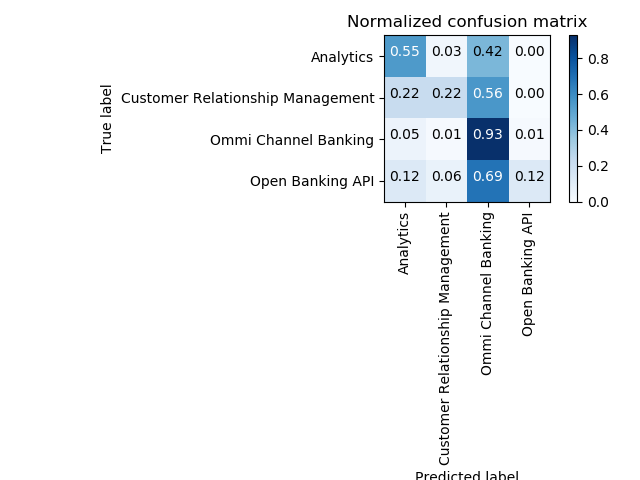 Normalized confusion matrix
True label
Analytics 0.55 0.03 0.42 0.00
Customer Relationship Management 0.22 0.22 0.56 0.00
Ommi Channel Banking 0.05 0.01 0.93 0.01
Open Banking API 0.12 0.06 0.69 0.12
0.8
0.6
0.4
0.2
0.0
Analytics
Customer Relationship Management
Ommi Channel Banking
Open Banking API
Predicted label